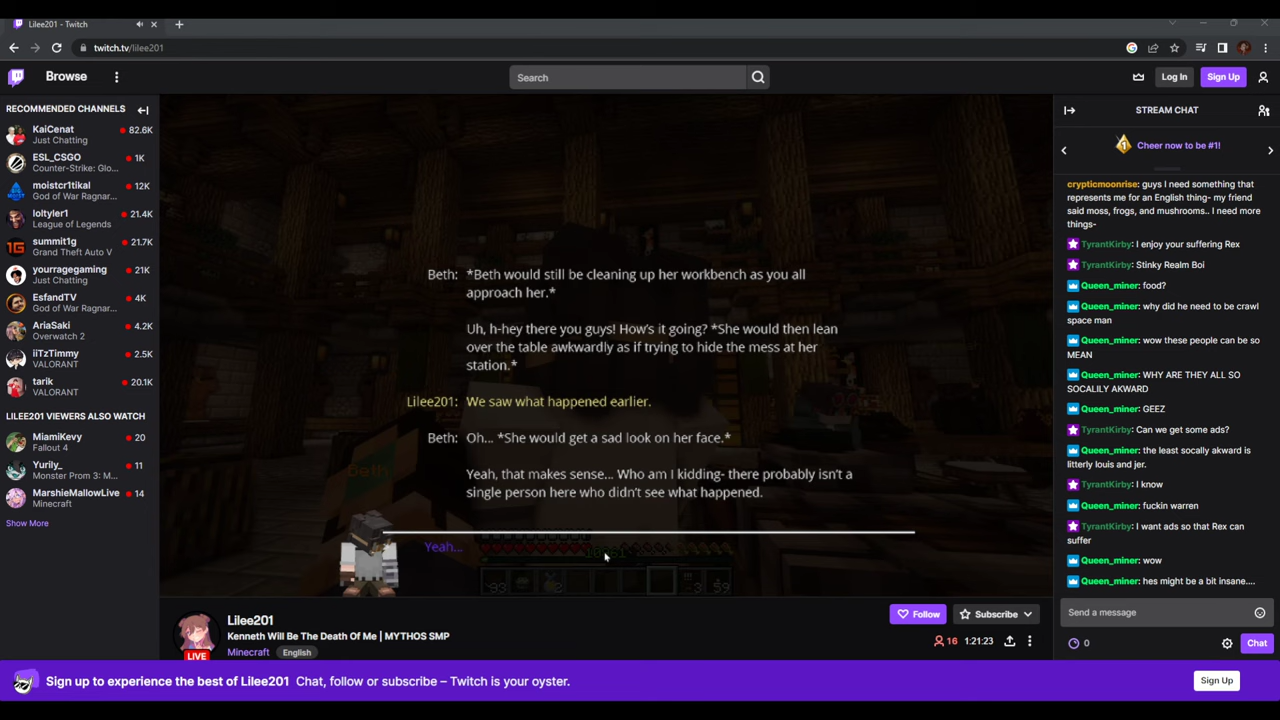 Lilee201 - Twitch
twitch.tv/lilee201
Browse
Search
Log In
Sign Up
RECOMMENDED CHANNELS
KaiCenat
82.6K
Just Chatting
ESL_CSGO
1K
Counter-Strike: Glo...
moistcr1tikal
12K
God of War Ragnar...
loltyler1
21.4K
League of Legends
summit1g
21.7K
Grand Theft Auto V
yourragegaming
21K
God of War Ragnar...
EsfandTV
4K
God of War Ragnar...
AriaSaki
4.2K
Overwatch 2
iiTzTimmy
2.5K
VALORANT
tarik
20.1K
VALORANT
LILEE201 VIEWERS ALSO WATCH
MiamiKevy
20
Fallout 4
Yurily_
11
Monster Prom 3: M...
MarshieMallowLive
14
Minecraft
Show More
Beth: *Beth would still be cleaning up her workbench as you all
approach her.*
Uh, h-hey there you guys! How's it going? *She would then lean
over the table awkwardly as if trying to hide the mess at her
station.*
Lilee201: We saw what happened earlier.
Beth: Oh... *She would get a sad look on her face.*
Yeah, that makes sense... Who am I kidding- there probably isn't a
single person here who didn't see what happened.
Beth
Yeah...
Lilee201
Kenneth Will Be The Death Of Me | MYTHOS SMP
Minecraft
English
LIVE
Follow
Subscribe
16
1:21:23
STREAM CHAT
1
Cheer now to be #1!
crypticmoonrise: guys I need something that
represents me for an English thing- my friend
said moss, frogs, and mushrooms.. I need more
things-
TyrantKirby: I enjoy your suffering Rex
TyrantKirby: Stinky Realm Boi
Queen_miner: food?
Queen_miner: why did he need to be crawl
space man
Queen_miner: wow these people can be so
MEAN
Queen_miner: WHY ARE THEY ALL SO
SOCALILY AKWARD
Queen_miner: GEEZ
TyrantKirby: Can we get some ads?
Queen_miner: the least socally akward is
litterly louis and jer.
TyrantKirby: I know
Queen_miner: fuckin warren
TyrantKirby: I want ads so that Rex can
suffer
Queen_miner: wow
Queen_miner: hes might be a bit insane....
Send a message
0
Chat
Sign up to experience the best of Lilee201 Chat, follow or subscribe – Twitch is your oyster.
Sign Up